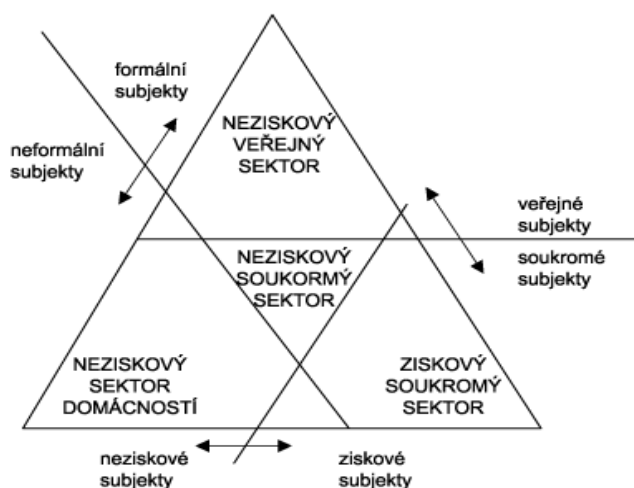 formální
subjekty
neformální
subjekty
NEZISKOVÝ
VEŘEJNÝ
SEKTOR
veřejné
subjekty
soukromé
subjekty
NEZISKOVÝ
SOUKORMÝ
SEKTOR
NEZISKOVÝ
SEKTOR
DOMÁCNOSTÍ
ZISKOVÝ
SOUKROMÝ
SEKTOR
neziskové
subjekty
ziskové
subjekty